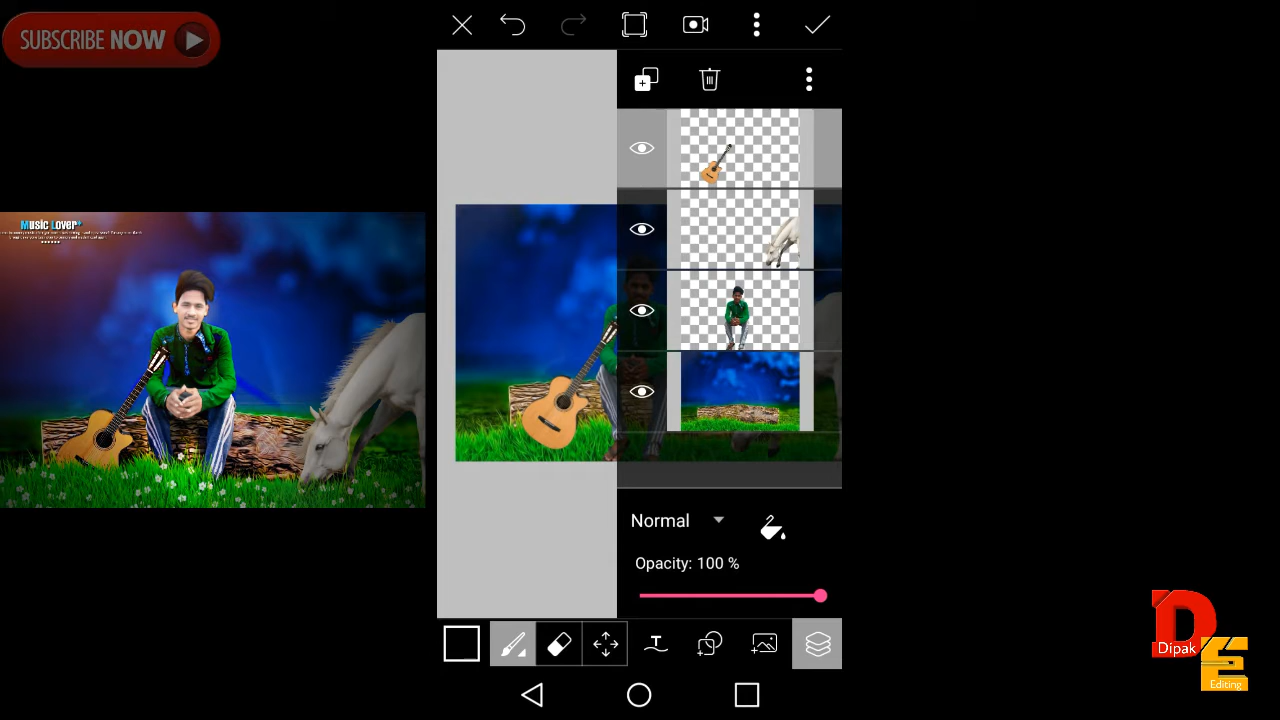 SUBSCRIBE NOW
Music Lover
Normal
Opacity: 100 %
Dipak
Editing